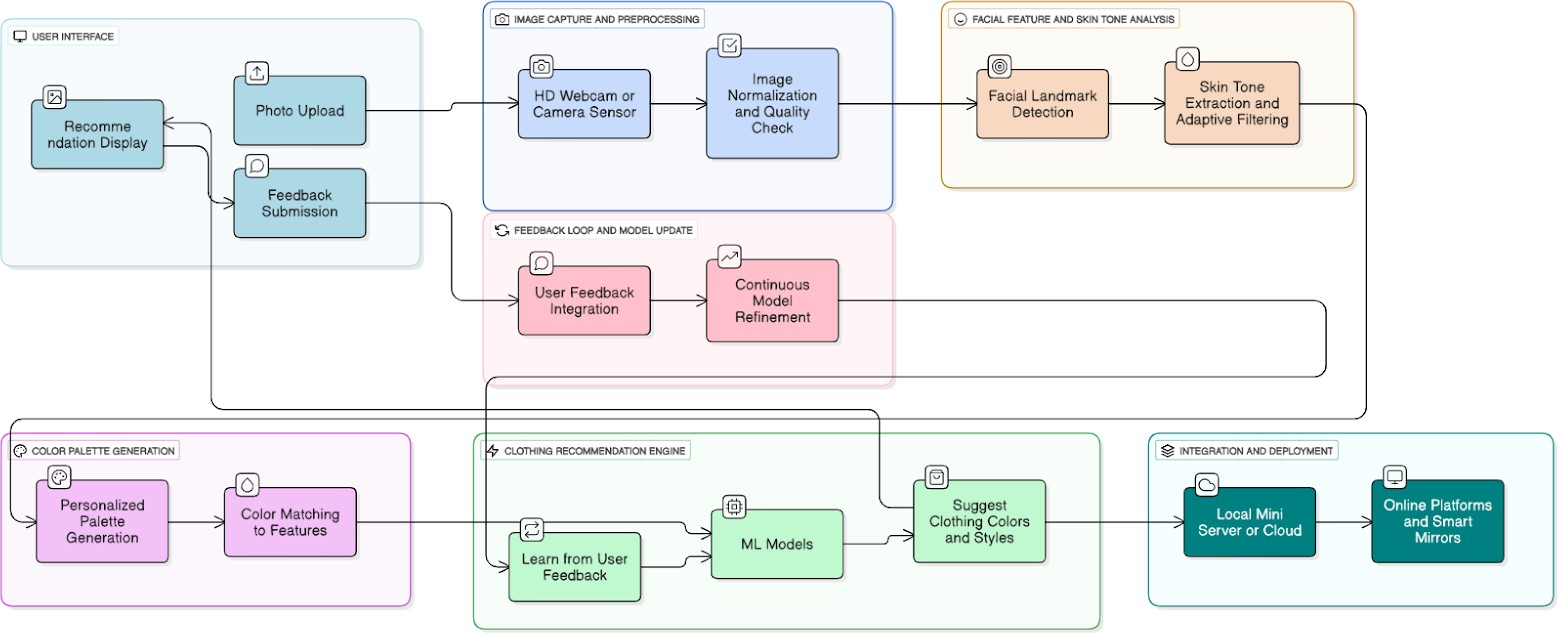 USER INTERFACE
Recomme
ndation Display
Photo Upload
Feedback
Submission
IMAGE CAPTURE AND PREPROCESSING
HD Webcam or
Camera Sensor
Image
Normalization
and Quality
Check
FACIAL FEATURE AND SKIN TONE ANALYSIS
Facial Landmark
Detection
Skin Tone
Extraction and
Adaptive Filtering
FEEDBACK LOOP AND MODEL UPDATE
User Feedback
Integration
Continuous
Model
Refinement
COLOR PALETTE GENERATION
Personalized
Palette
Generation
Color Matching
to Features
CLOTHING RECOMMENDATION ENGINE
Learn from User
Feedback
ML Models
Suggest
Clothing Colors
and Styles
INTEGRATION AND DEPLOYMENT
Local Mini
Server or Cloud
Online Platforms
and Smart
Mirrors